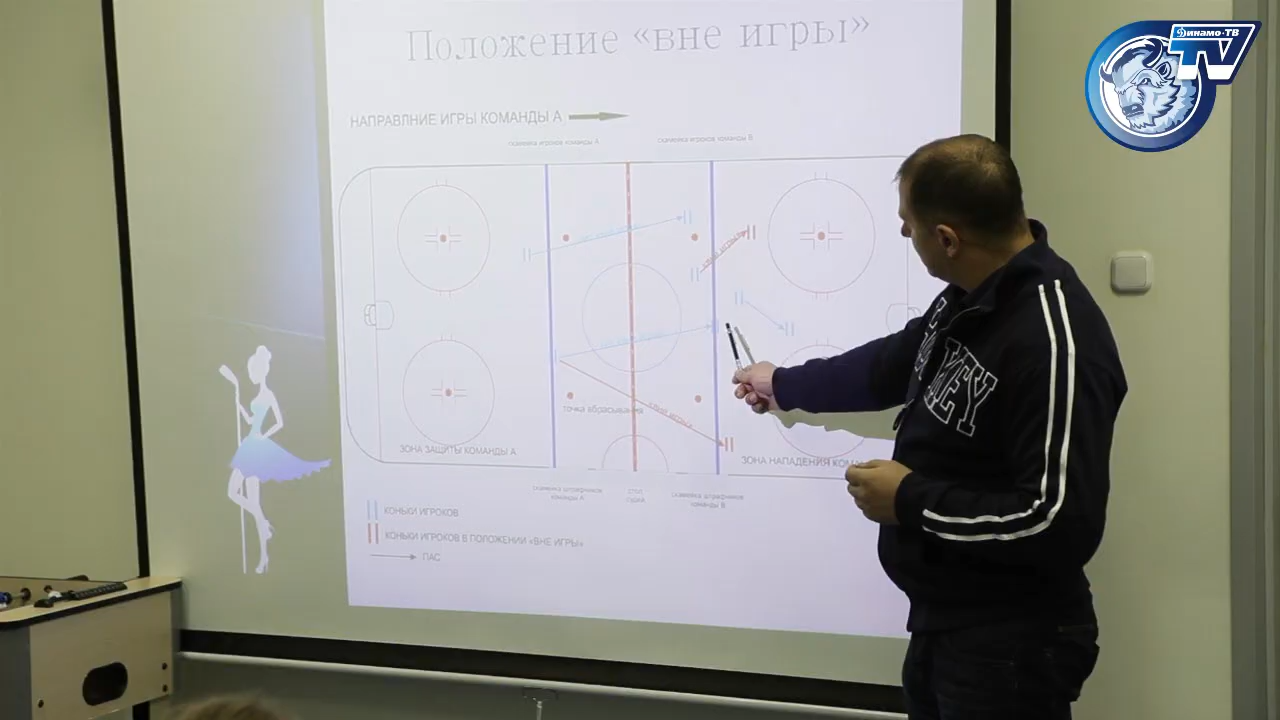 Положение «вне игры»
Динамо-ТВ
TV
НАПРАВЛНИЕ ИГРЫ КОМАНДЫ А
скамейка игроков команды А
скамейка игроков команды В
точка вбрасывания
ЗОНА ЗАЩИТЫ КОМАНДЫ А
ЗОНА НАПАДЕНИЯ КОМАН
скамейка штрафников
команды А
стол
судьи
скамейка штрафников
команды В
КОНЬКИ ИГРОКОВ
КОНЬКИ ИГРОКОВ В ПОЛОЖЕНИИ «ВНЕ ИГРЫ»
ПАС